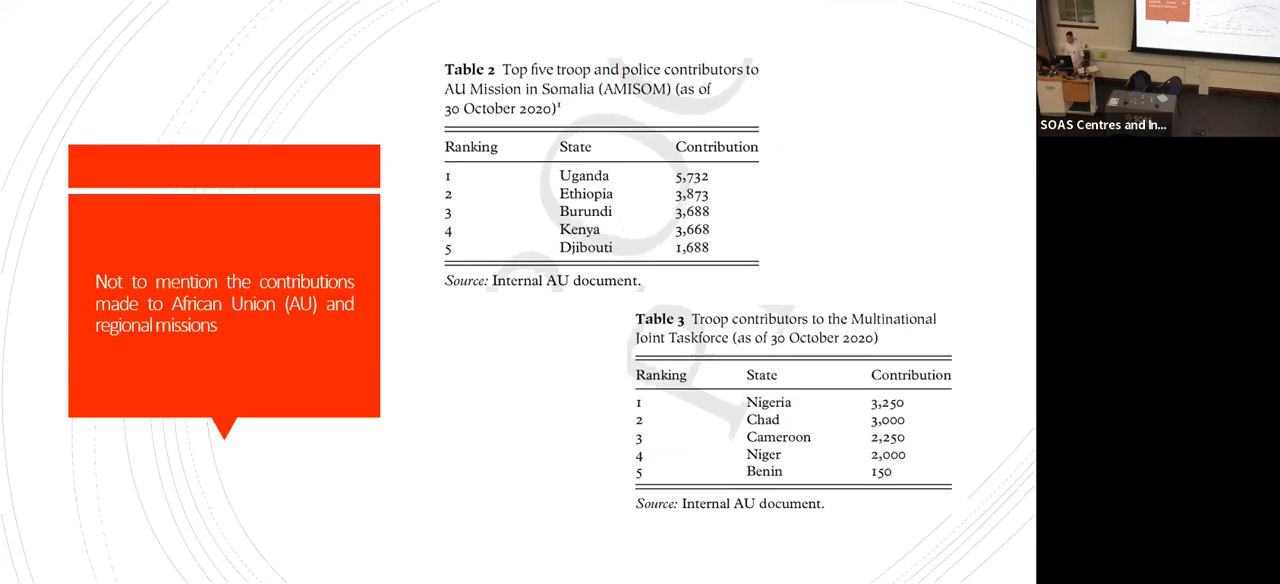 Not to mention the contributions
made to African Union (AU) and
regional missions
Table 2 Top five troop and police contributors to
AU Mission in Somalia (AMISOM) (as of
30 October 2020)¹
Ranking State Contribution
1 Uganda 5,732
2 Ethiopia 3,873
3 Burundi 3,688
4 Kenya 3,668
5 Djibouti 1,688
Source: Internal AU document.
Table 3 Troop contributors to the Multinational
Joint Taskforce (as of 30 October 2020)
Ranking State Contribution
1 Nigeria 3,250
2 Chad 3,000
3 Cameroon 2,250
4 Niger 2,000
5 Benin 150
Source: Internal AU document.
SOAS Centres and In...